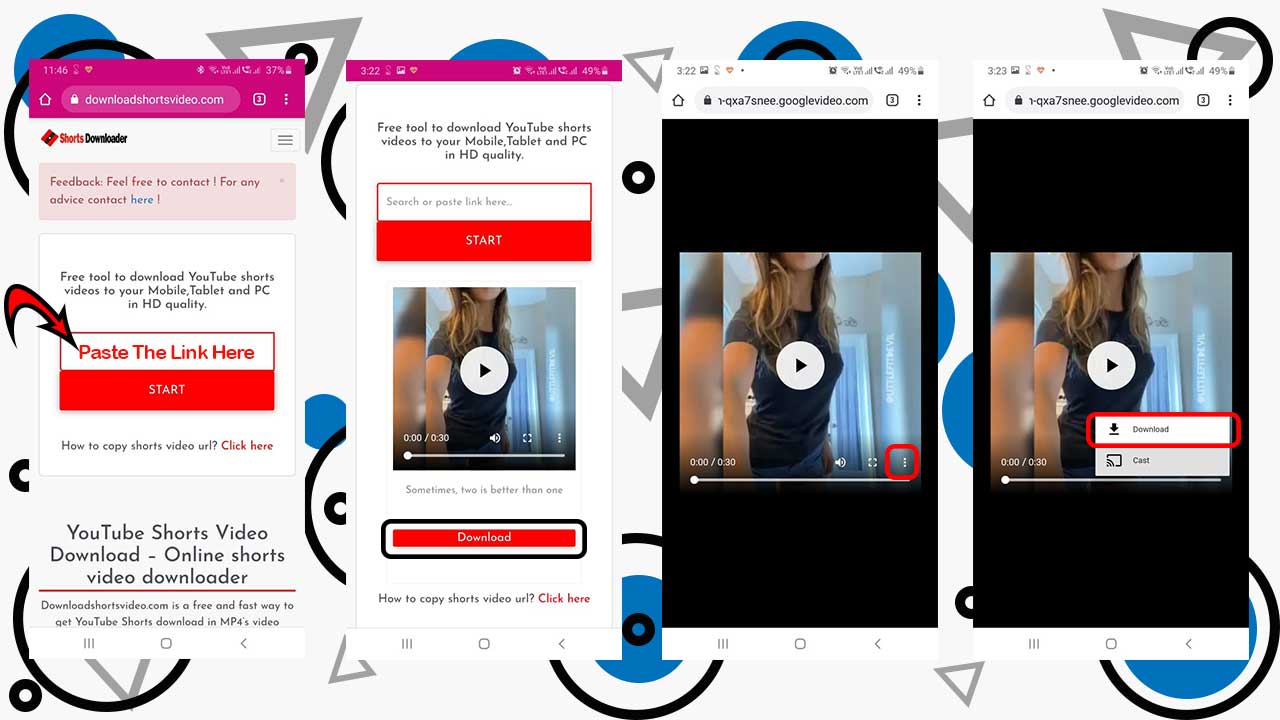 11:46
37%
downloadshortsvideo.com
3
Shorts Downloader
Feedback: Feel free to contact ! For any
advice contact here !
×
Free tool to download YouTube shorts
videos to your Mobile,Tablet and PC
in HD quality.
Paste The Link Here
START
How to copy shorts video url? Click here
YouTube Shorts Video
Download – Online shorts
video downloader
Downloadshortsvideo.com is a free and fast way to
get YouTube Shorts download in MP4's video
3:22
49%
Free tool to download YouTube shorts
videos to your Mobile,Tablet and PC
in HD quality.
Search or paste link here...
START
0:00 / 0:30
Sometimes, two is better than one
Download
How to copy shorts video url? Click here
3:22
49%
n-qxa7snee.googlevideo.com
3
@LITTLEFITDEVIL
0:00 / 0:30
3:23
49%
n-qxa7snee.googlevideo.com
3
@LITTLEFITDEVIL
Download
Cast
0:00 / 0:30